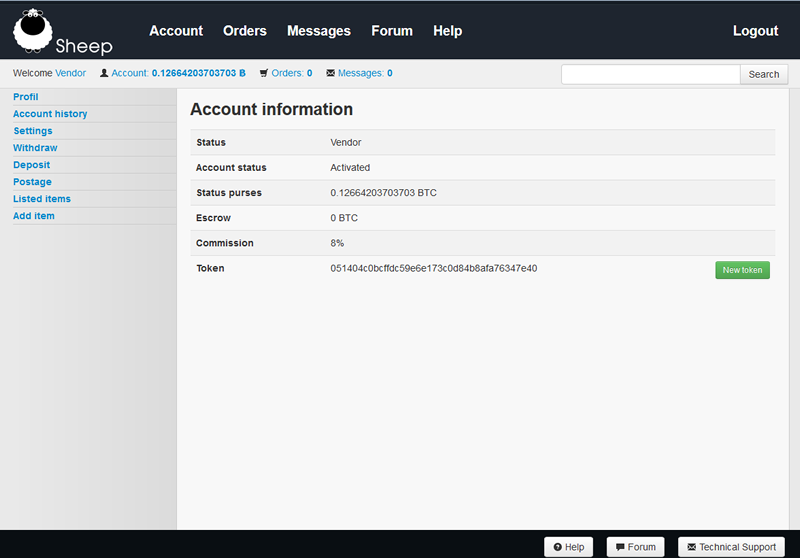 Sheep Account Orders Messages Forum Help Logout
Welcome Vendor Account: 0.12664203703703 B Orders: 0 Messages: 0 Search
Profil
Account history
Settings
Withdraw
Deposit
Postage
Listed items
Add item
Account information
Status Vendor
Account status Activated
Status purses 0.12664203703703 BTC
Escrow 0 BTC
Commission 8%
Token 051404c0bcffdc59e6e173c0d84b8afa76347e40 New token
Help Forum Technical Support